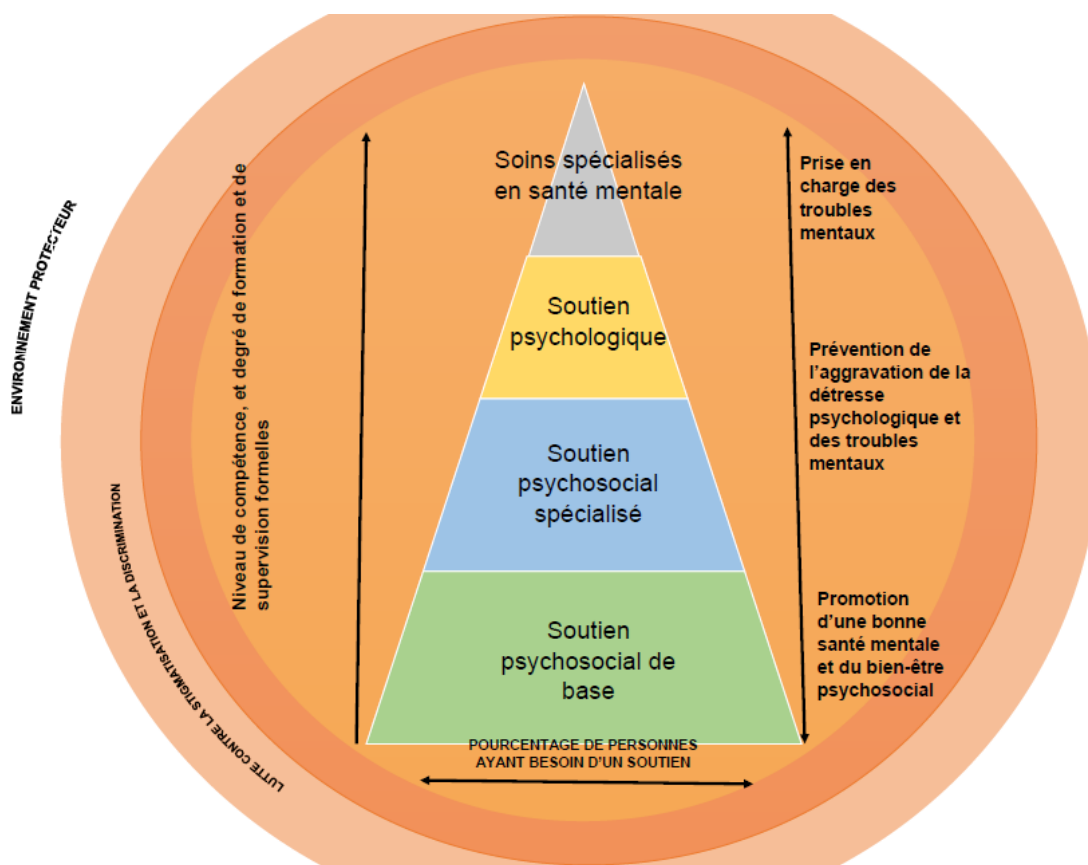 ENVIRONNEMENT PROTECTEUR
LUTTE CONTRE LA STIGMATISATION ET LA DISCRIMINATION
Niveau de compétence, et degré de formation et de
supervision formelles
Soins spécialisés
en santé mentale
Soutien
psychologique
Soutien
psychosocial
spécialisé
Soutien
psychosocial de
base
POURCENTAGE DE PERSONNES
AYANT BESOIN D'UN SOUTIEN
Prise en
charge des
troubles
mentaux
Prévention de
l'aggravation de la
détresse
psychologique et
des troubles
mentaux
Promotion
d'une bonne
santé mentale
et du bien-être
psychosocial